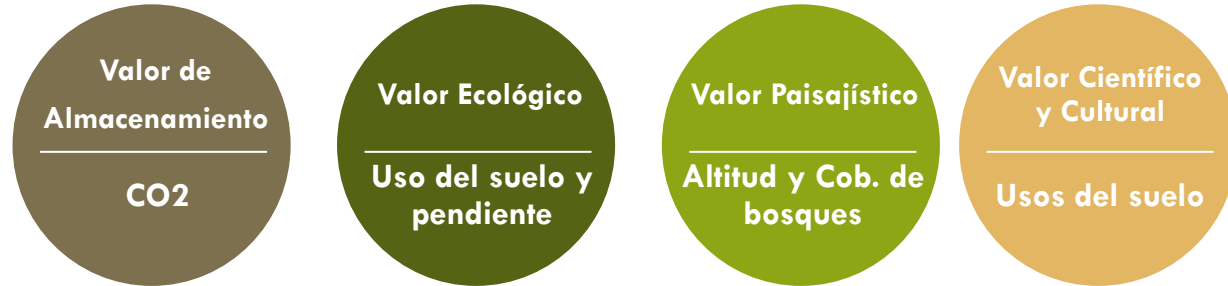 Valor de
Almacenamiento
CO2
Valor Ecológico
Uso del suelo y
pendiente
Valor Paisajístico
Altitud y Cob. de
bosques
Valor Científico
y Cultural
Usos del suelo